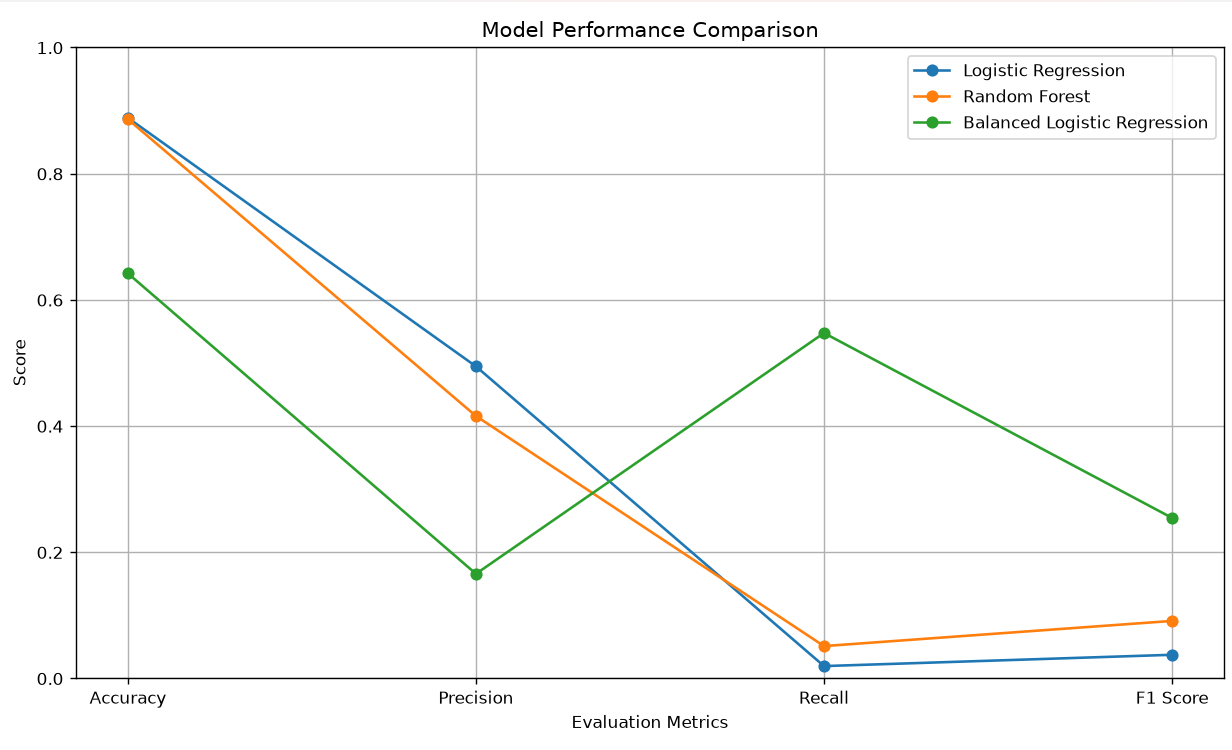 Model Performance Comparison
Logistic Regression
Random Forest
Balanced Logistic Regression
1.0
0.8
0.6
0.4
0.2
0.0
Score
Accuracy Precision Recall F1 Score
Evaluation Metrics